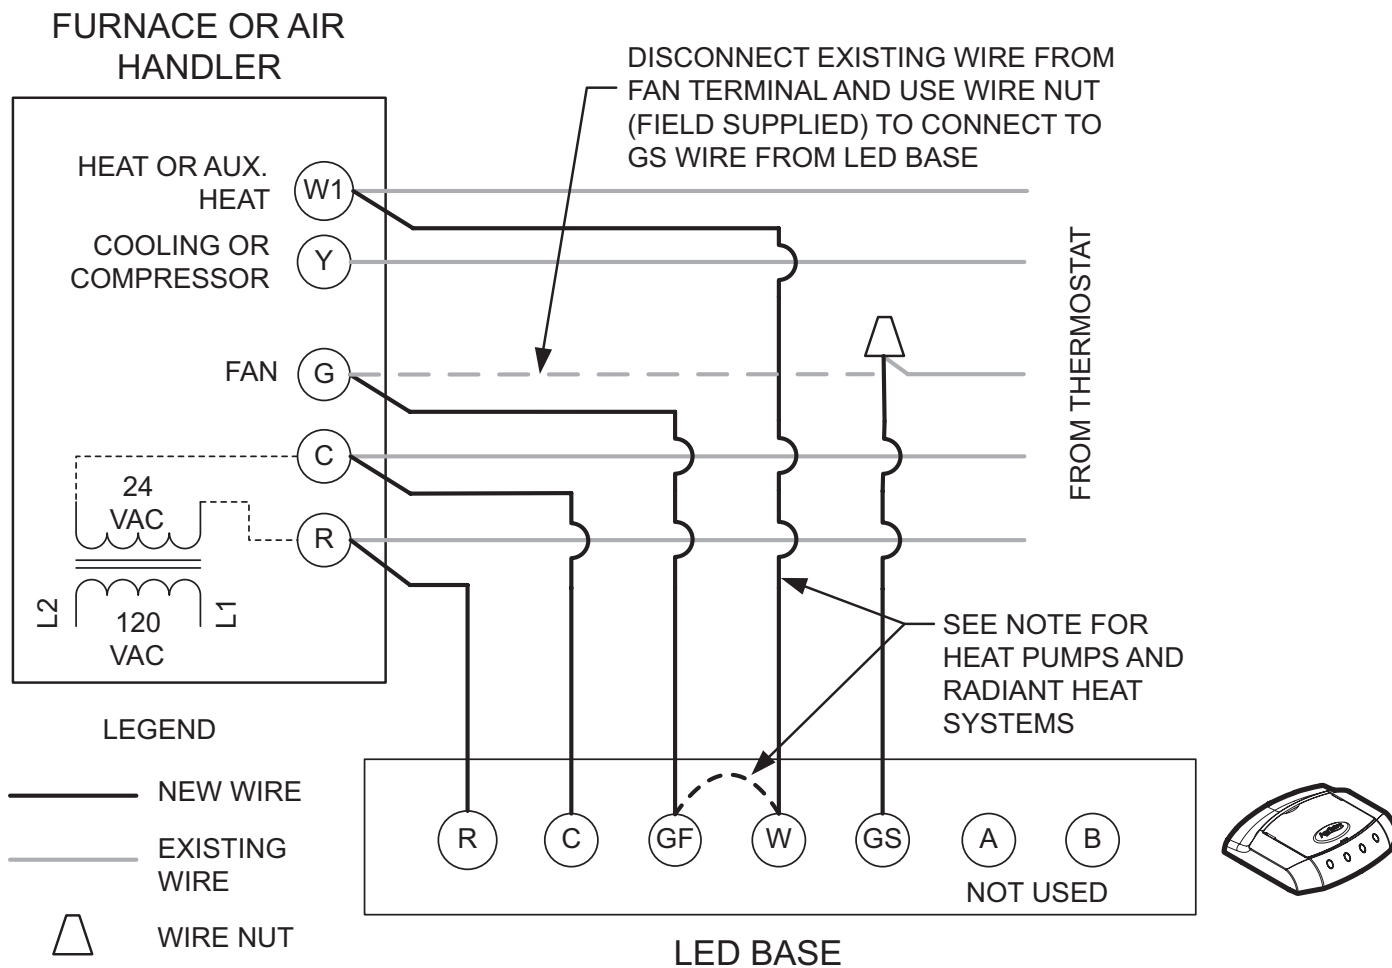 FURNACE OR AIR
HANDLER
DISCONNECT EXISTING WIRE FROM
FAN TERMINAL AND USE WIRE NUT
(FIELD SUPPLIED) TO CONNECT TO
GS WIRE FROM LED BASE
HEAT OR AUX.
HEAT
W1
COOLING OR
COMPRESSOR
Y
FAN
G
C
R
24
VAC
120
VAC
L2
L1
FROM THERMOSTAT
SEE NOTE FOR
HEAT PUMPS AND
RADIANT HEAT
SYSTEMS
LEGEND
NEW WIRE
EXISTING
WIRE
WIRE NUT
R
C
GF
W
GS
A
B
NOT USED
LED BASE